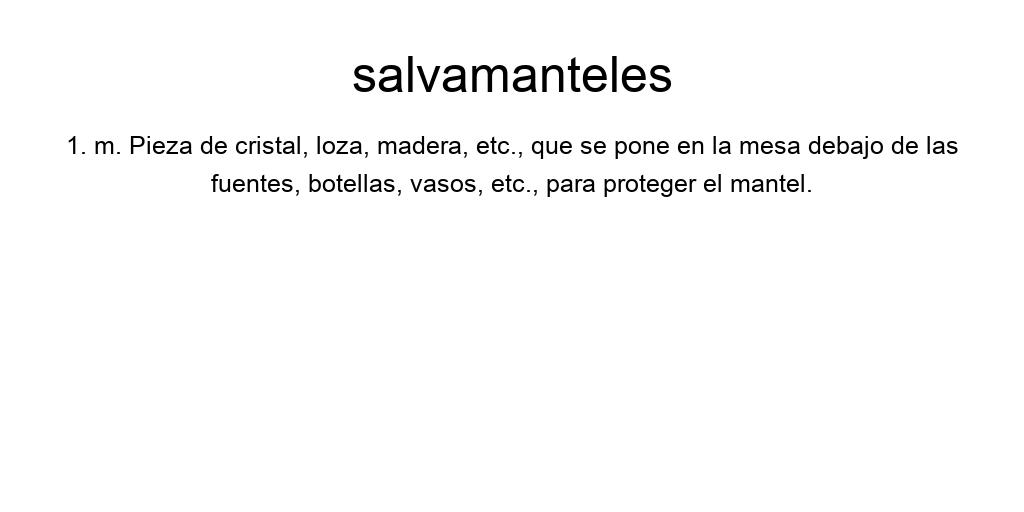 salvamanteles
1. m. Pieza de cristal, loza, madera, etc., que se pone en la mesa debajo de las
fuentes, botellas, vasos, etc., para proteger el mantel.